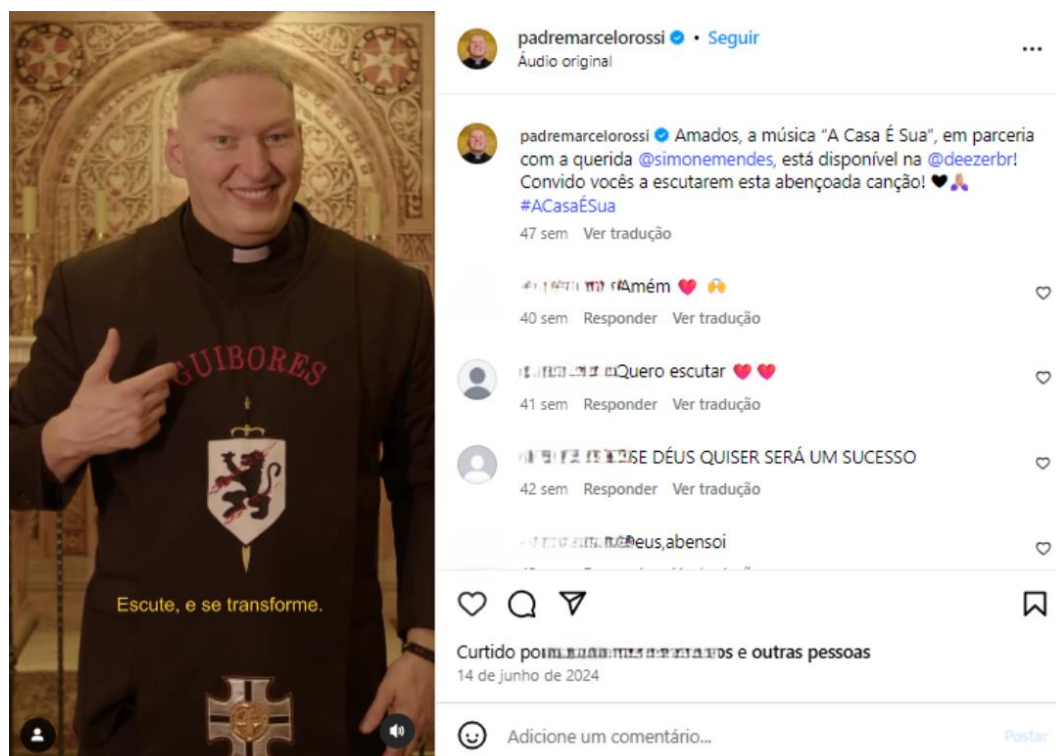 padremarcelorossi • Seguir
Áudio original
padremarcelorossi Amados, a música “A Casa É Sua”, em parceria
com a querida @simonemendes, está disponível na @deezerbr!
Convido vocês a escutarem esta abençoada canção!
#ACasaÉSua
47 sem Ver tradução
Amém
40 sem Responder Ver tradução
Quero escutar
41 sem Responder Ver tradução
SE DÉUS QUISER SERÁ UM SUCESSO
42 sem Responder Ver tradução
Deus,abensoi
GUIBORES
Escute, e se transforme.
Curtido por e outras pessoas
14 de junho de 2024
Adicione um comentário...
Postar